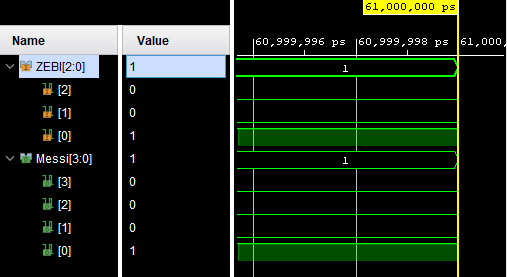 61,000,000 ps
Name Value
60,999,996 ps 60,999,998 ps 61,000,
ZEBI[2:0] 1 1
[2] 0
[1] 0
[0] 1
Messi[3:0] 1 1
[3] 0
[2] 0
[1] 0
[0] 1